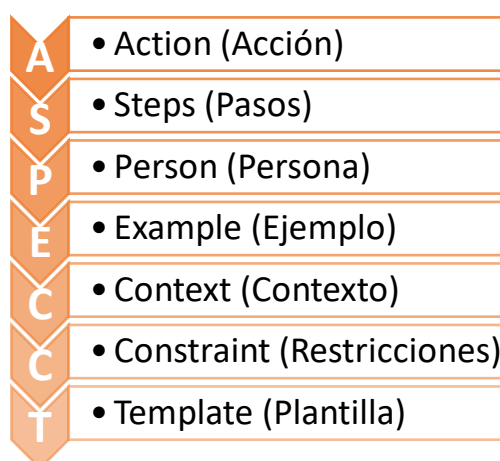 A • Action (Acción)
S • Steps (Pasos)
P • Person (Persona)
E • Example (Ejemplo)
C • Context (Contexto)
C • Constraint (Restricciones)
T • Template (Plantilla)